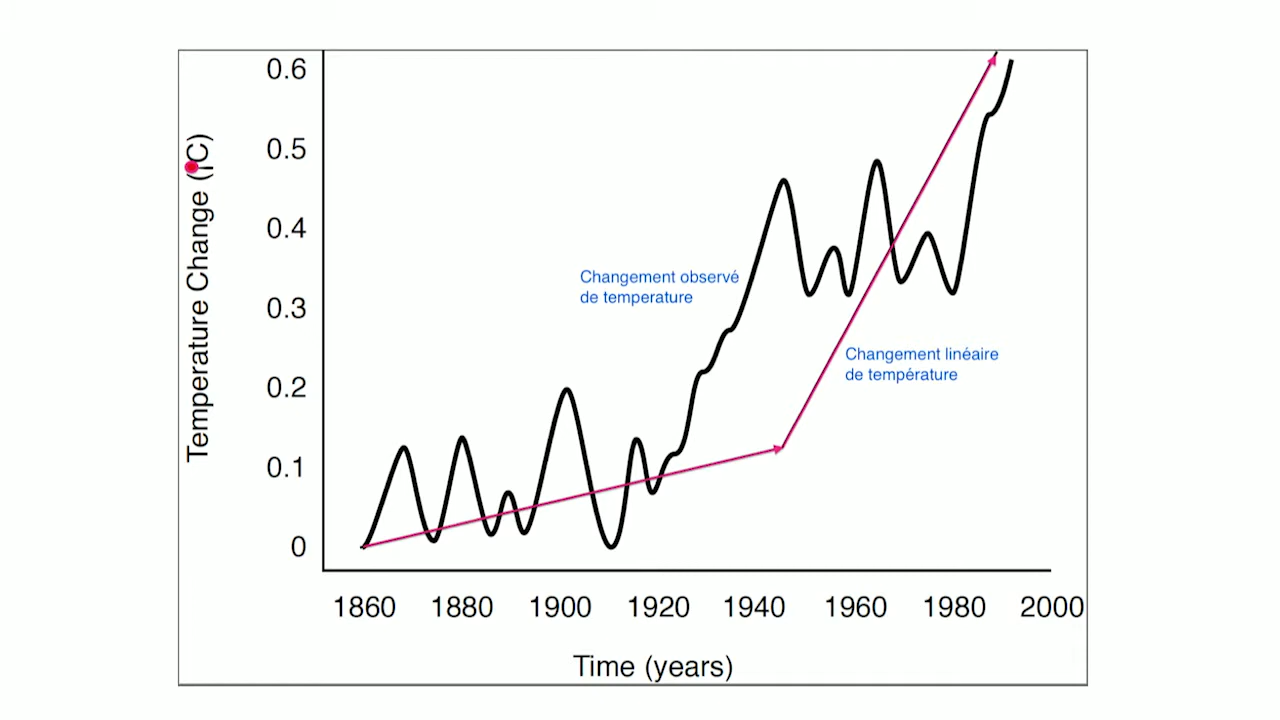 0.6
0.5
0.4
0.3
0.2
0.1
0
Temperature Change (¡C)
Changement observé
de temperature
Changement linéaire
de température
1860 1880 1900 1920 1940 1960 1980 2000
Time (years)